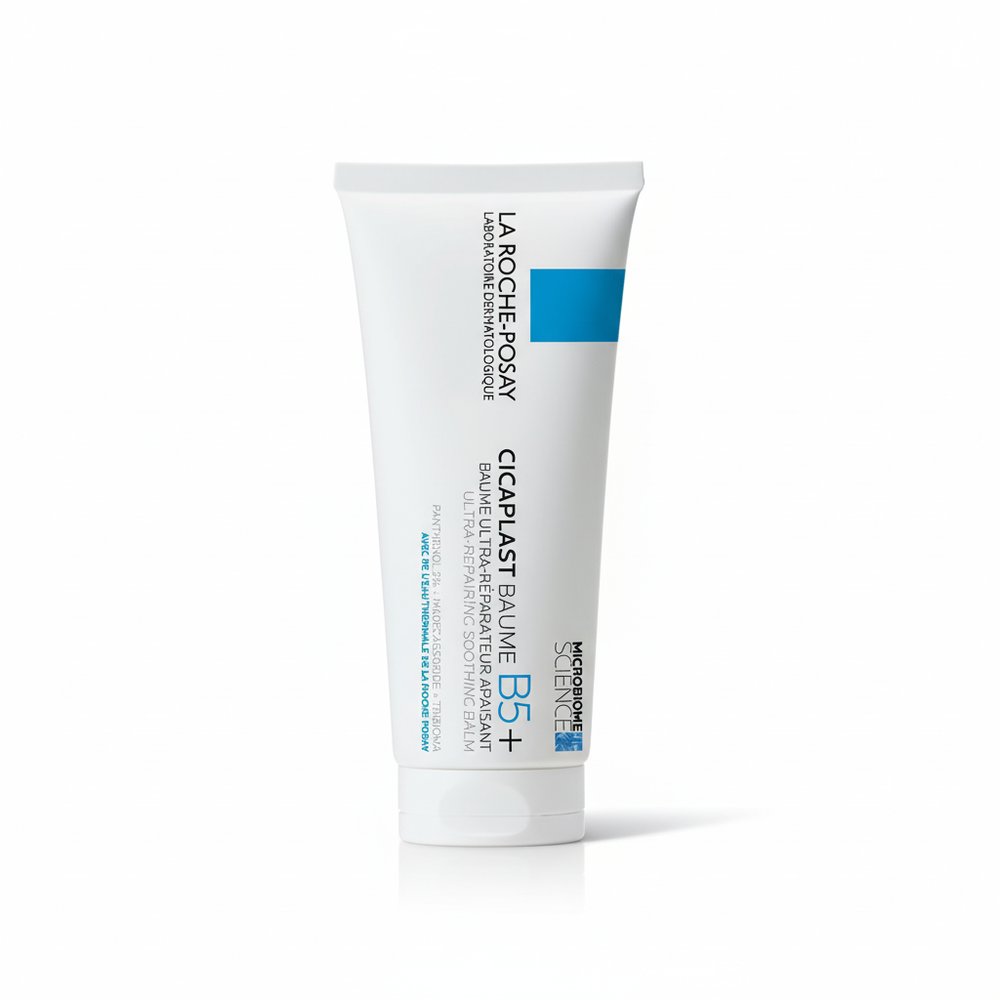 LA ROCHE-POSAY
LABORATOIRE DERMATOLOGIQUE
CICAPLAST BAUME B5+
BAUME ULTRA-RÉPARATEUR APAISANT
ULTRA-REPAIRING SOOTHING BALM
MICROBIOME
SCIENCE